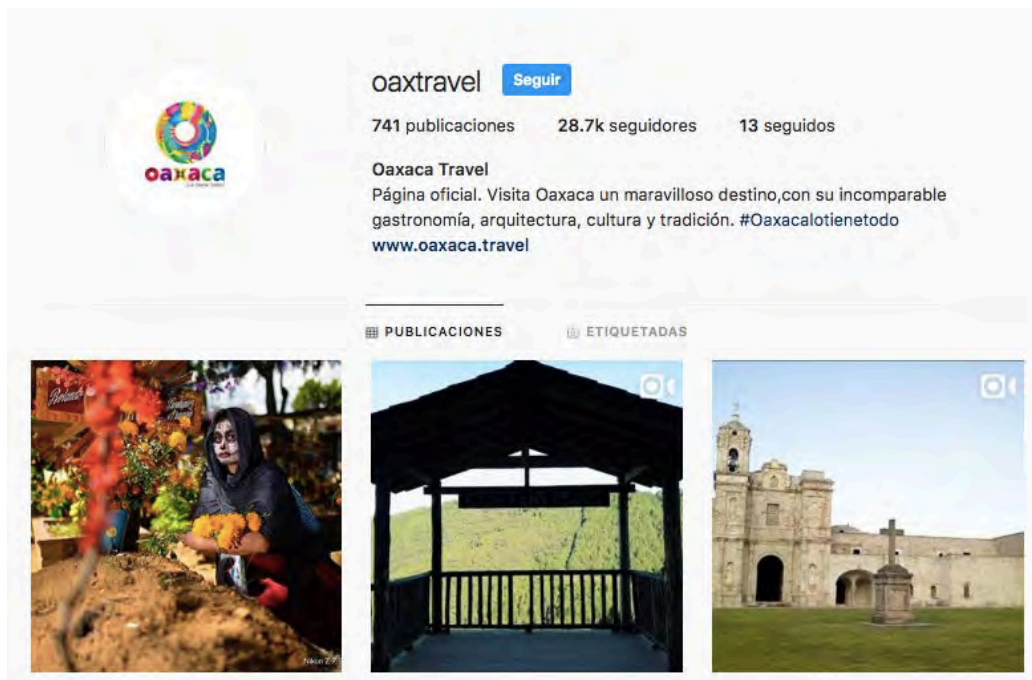 oaxtravel Seguir
741 publicaciones 28.7k seguidores 13 seguidos
oaxaca
Oaxaca Travel
Página oficial. Visita Oaxaca un maravilloso destino,con su incomparable
gastronomía, arquitectura, cultura y tradición. #Oaxacalotienetodo
www.oaxaca.travel
PUBLICACIONES ETIQUETADAS